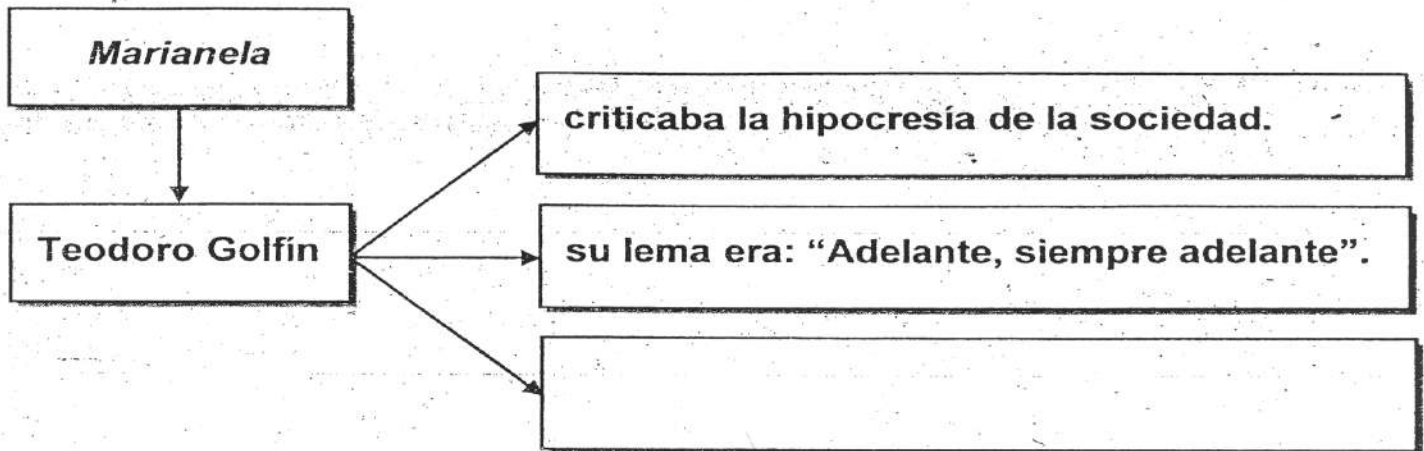 Marianela
criticaba la hipocresía de la sociedad.
Teodoro Golfín
su lema era: “Adelante, siempre adelante”.